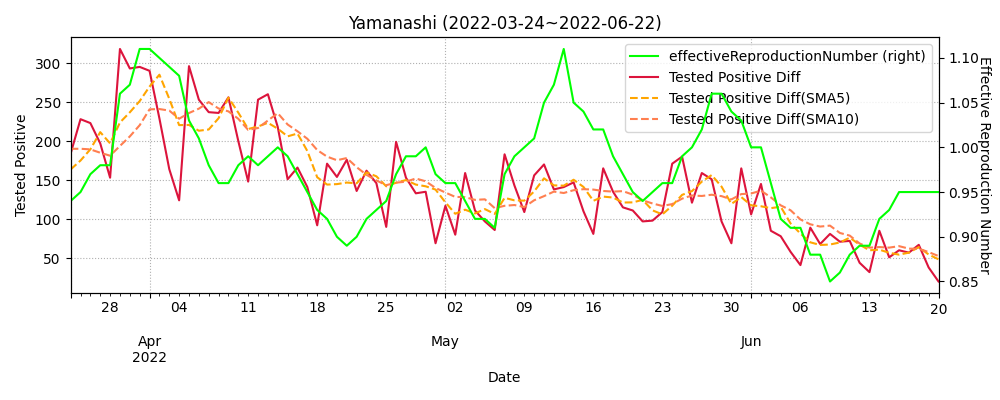 Yamanashi (2022-03-24~2022-06-22)
effectiveReproductionNumber (right)
Tested Positive Diff
Tested Positive Diff(SMA5)
Tested Positive Diff(SMA10)
Tested Positive
300
250
200
150
100
50
1.10
1.05
1.00
0.95
0.90
0.85
Effective Reproduction Number
28 04 11 18 25 02 09 16 23 30 06 13 20
Apr May Jun
2022
Date